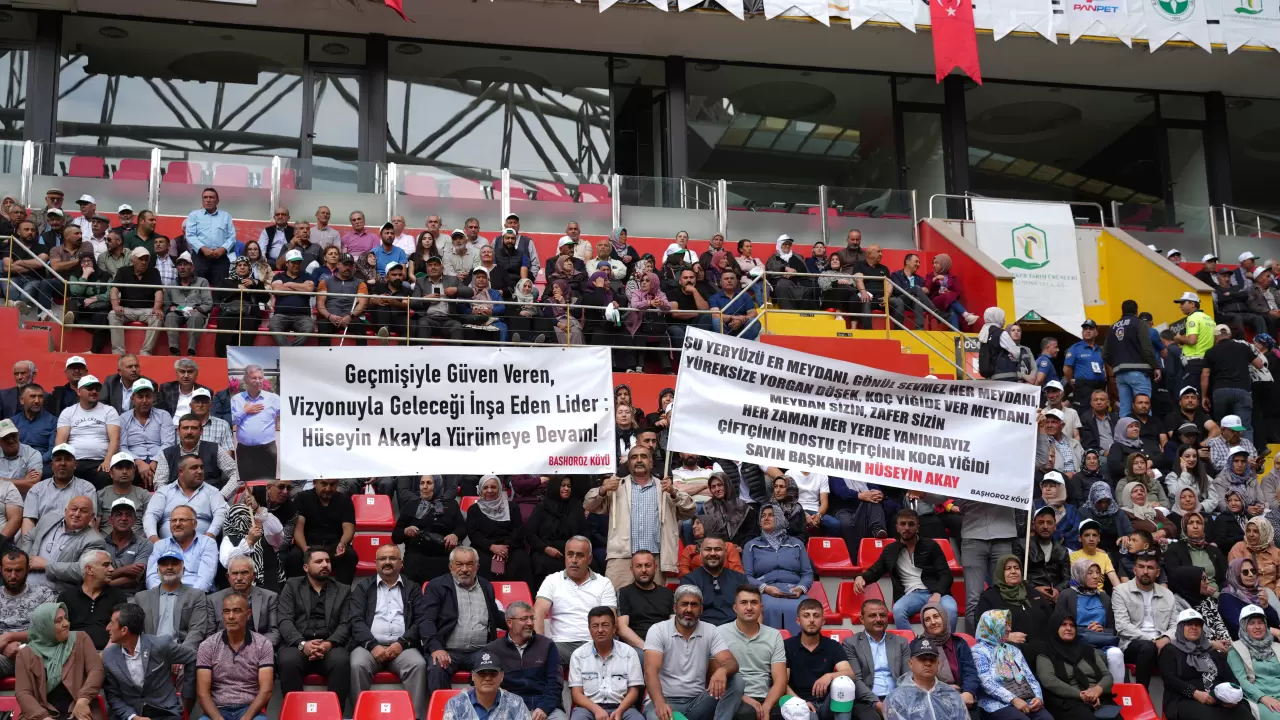 PANPET
Geçmişiyle Güven Veren,
Vizyonuyla Geleceği İnşa Eden Lider :
Hüseyin Akay'la Yürümeye Devam!
BAŞHOROZ KÖYÜ
ŞU YERYÜZÜ ER MEYDANI, GÖNÜL SEVMEZ HER MEYDANI,
YÜREKSİZE YORGAN DÖŞEK, KOÇ YİĞİDE VER MEYDANI.
MEYDAN SİZİN, ZAFER SİZİN
HER YERDE YANINDAYIZ
HER ZAMAN
ÇİFTÇİNİN DOSTU ÇİFTÇİNİN KOCA YİĞİDİ
SAYIN BAŞKANIM HÜSEYİN AKAY
BAŞHOROZ KÖYÜ
POLİS